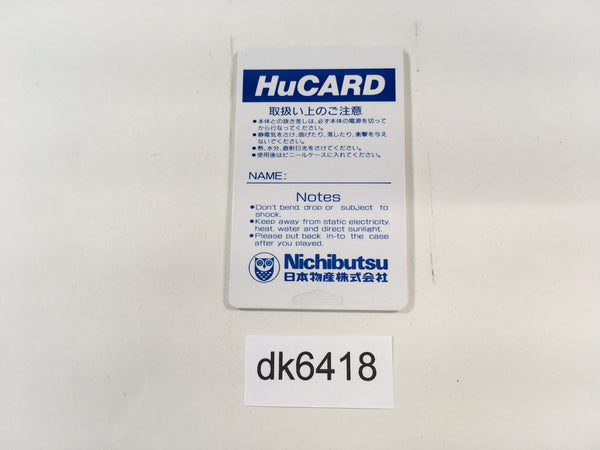 HuCARD
取扱い上のご注意
●本体との抜き差しは、必ず本体の電源を切って
から行なってください。
●静電気をさけ、曲げたり、落したり、衝撃を与え
ないでください。
●熱、水分、直射日光をさけてください。
●使用後はビニールケースに入れてください。
NAME:
Notes
●Don't bend, drop or subject to
shock.
●Keep away from static electricity,
heat, water and direct sunlight.
●Please put back in-to the case
after you played.
Nichibutsu
日本物産株式会社
dk6418